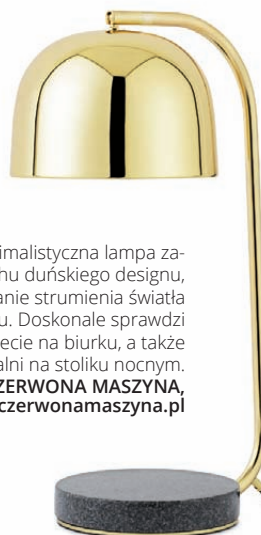 imalistyczna lampa za-
hu duńskiego designu,
anie strumienia światła
u. Doskonale sprawdzi
ecie na biurku, a także
alni na stoliku nocnym.
ZERWONA MASZYNA,
czerwonamaszyna.pl